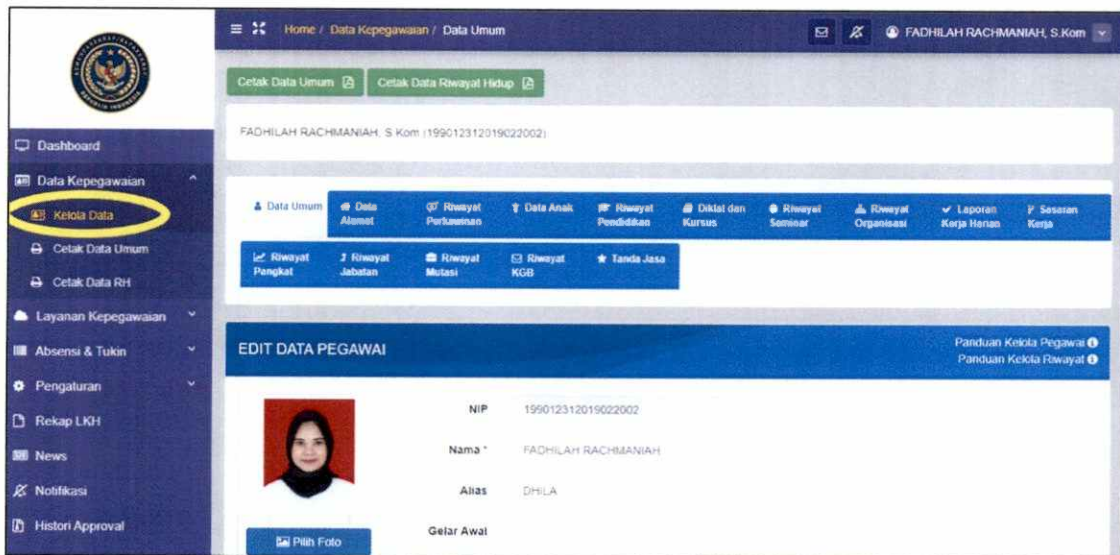 Home / Data Kepegawaian / Data Umum
FADHILAH RACHMANIAH, S.Kom
Cetak Data Umum
Cetak Data Riwayat Hidup
REPUBLIK INDONESIA
FADHILAH RACHMANIAH, S Kom (199012312019022002)
Dashboard
Data Kepegawaian
Kelola Data
Cetak Data Umum
Cetak Data RH
Layanan Kepegawaian
Absensi & Tukin
Pengaturan
Rekap LKH
News
Notifikasi
Histori Approval
Data Umum
Data Alamat
Riwayat Perkawinan
Data Anak
Riwayat Pendidikan
Diklat dan Kursus
Riwayat Seminar
Riwayat Organisasi
Laporan Kerja Harian
Sasaran Kerja
Riwayat Pangkat
Riwayat Jabatan
Riwayat Mutasi
Riwayat KGB
Tanda Jasa
EDIT DATA PEGAWAI
Panduan Kelola Pegawai
Panduan Kelola Riwayat
NIP 199012312019022002
Nama * FADHILAH RACHMANIAH
Alias DHILA
Gelar Awal
Pilih Foto